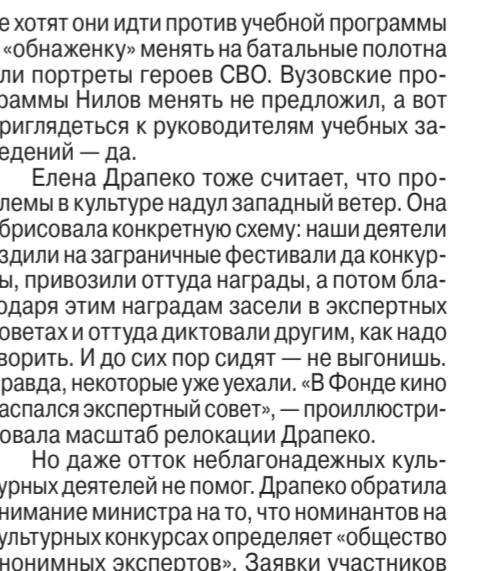 е хотят они идти против учебной программы
«обнаженку» менять на батальные полотна
ли портреты героев СВО. Вузовские про-
раммы Нилов менять не предложил, а вот
риглядеться к руководителям учебных за-
едений — да.
Елена Драпеко тоже считает, что про-
лемы в культуре надул западный ветер. Она
брисовала конкретную схему: наши деятели
здили на заграничные фестивали да конкур-
ы, привозили оттуда награды, а потом бла-
одаря этим наградам засели в экспертных
оветах и оттуда диктовали другим, как надо
ворить. И до сих пор сидят — не выгонишь.
равда, некоторые уже уехали. «В Фонде кино
аспался экспертный совет», — проиллюстри-
овала масштаб релокации Драпеко.
Но даже отток неблагонадежных куль-
урных деятелей не помог. Драпеко обратила
нимание министра на то, что номинантов на
ультурных конкурсах определяет «общество
нонимных экспертов». Заявки участников